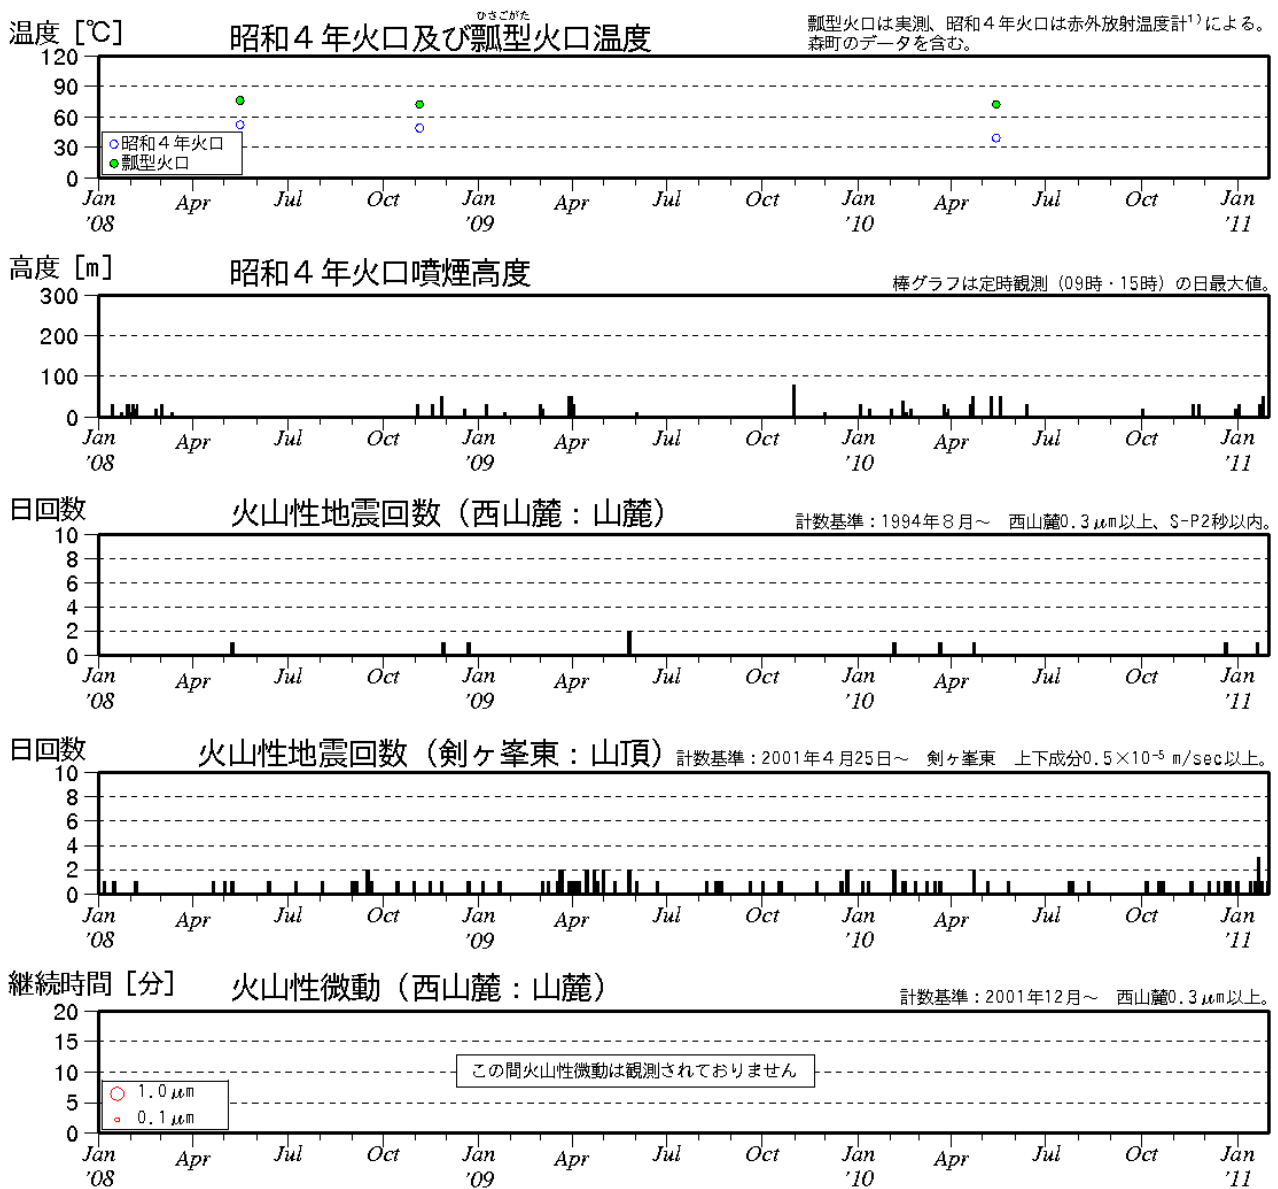 温度［℃］
ひさごがた
昭和４年火口及び瓢型火口温度
瓢型火口は実測、昭和４年火口は赤外放射温度計¹⁾による。
森町のデータを含む。
120
90
60
30
0
昭和４年火口
瓢型火口
Jan Apr Jul Oct Jan Apr Jul Oct Jan Apr Jul Oct Jan
'08 '09 '10 '11
高度［m］
昭和４年火口噴煙高度
棒グラフは定時観測（09時・15時）の日最大値。
300
200
100
0
Jan Apr Jul Oct Jan Apr Jul Oct Jan Apr Jul Oct Jan
'08 '09 '10 '11
日回数
火山性地震回数（西山麓：山麓）
計数基準：1994年８月～　西山麓0.3μm以上、S-P2秒以内。
10
8
6
4
2
0
Jan Apr Jul Oct Jan Apr Jul Oct Jan Apr Jul Oct Jan
'08 '09 '10 '11
日回数
火山性地震回数（剣ヶ峯東：山頂）
計数基準：2001年４月25日～　剣ヶ峯東　上下成分0.5×10⁻⁵ m/sec以上。
10
8
6
4
2
0
Jan Apr Jul Oct Jan Apr Jul Oct Jan Apr Jul Oct Jan
'08 '09 '10 '11
継続時間［分］
火山性微動（西山麓：山麓）
計数基準：2001年12月～　西山麓0.3μm以上。
20
15
10
5
0
この間火山性微動は観測されておりません
1.0μm
0.1μm
Jan Apr Jul Oct Jan Apr Jul Oct Jan Apr Jul Oct Jan
'08 '09 '10 '11